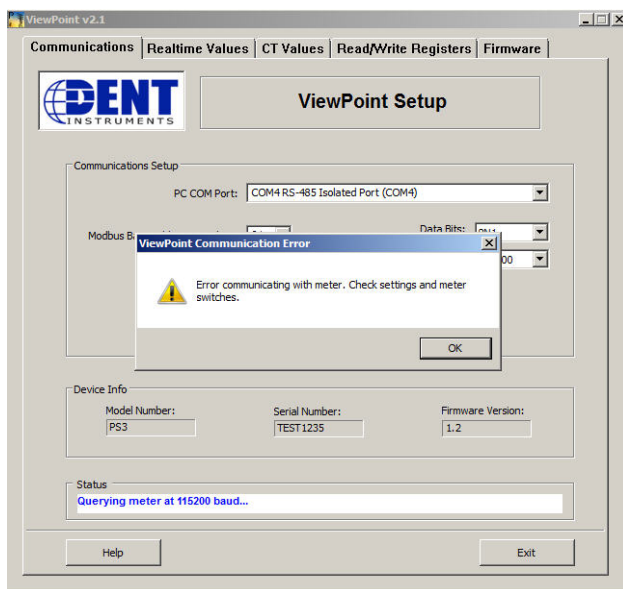 ViewPoint v2.1
Communications Realtime Values CT Values Read/Write Registers Firmware
DENT
INSTRUMENTS
ViewPoint Setup
Communications Setup
PC COM Port: COM4 RS-485 Isolated Port (COM4)
Modbus B
Data Bits: 8N1
ViewPoint Communication Error
00
Error communicating with meter. Check settings and meter
switches.
OK
Device Info
Model Number: Serial Number: Firmware Version:
PS3 TEST1235 1.2
Status
Querying meter at 115200 baud...
Help Exit